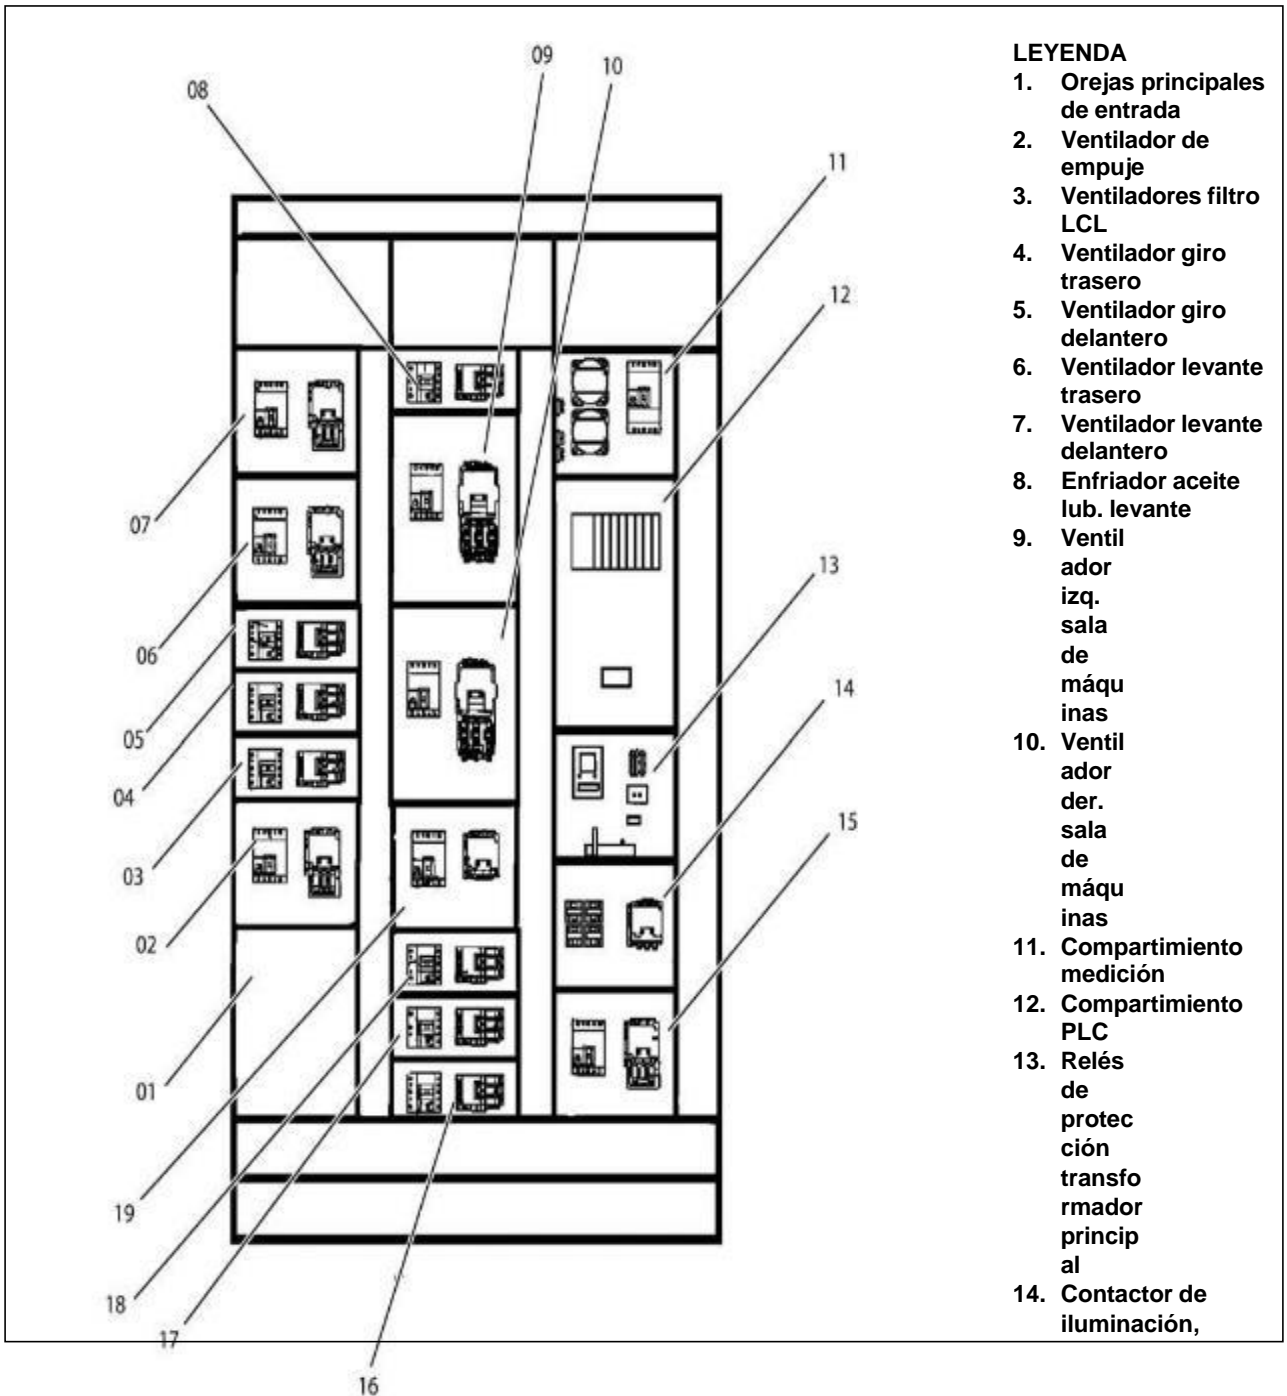 09
10
08
11
12
07
13
06
14
05
04
15
03
02
01
19
18
17
16
LEYENDA
1. Orejas principales
de entrada
2. Ventilador de
empuje
3. Ventiladores filtro
LCL
4. Ventilador giro
trasero
5. Ventilador giro
delantero
6. Ventilador levante
trasero
7. Ventilador levante
delantero
8. Enfriador aceite
lub. levante
9. Ventil
ador
izq.
sala
de
máqu
inas
10. Ventil
ador
der.
sala
de
máqu
inas
11. Compartimiento
medición
12. Compartimiento
PLC
13. Relés
de
protec
ción
transfo
rmador
princip
al
14. Contactor de
iluminación,